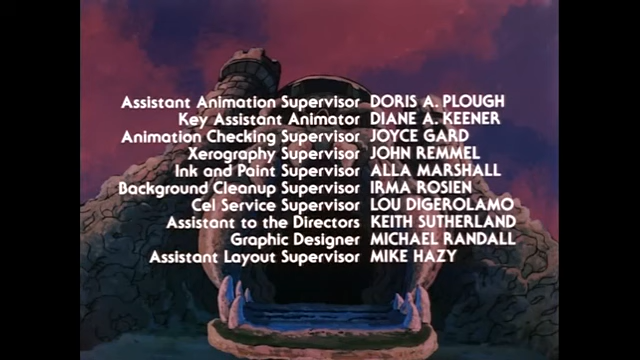 Assistant Animation Supervisor DORIS A. PLOUGH
Key Assistant Animator DIANE A. KEENER
Animation Checking Supervisor JOYCE GARD
Xerography Supervisor JOHN REMMEL
Ink and Paint Supervisor ALLA MARSHALL
Background Cleanup Supervisor IRMA ROSIEN
Cel Service Supervisor LOU DIGEROLAMO
Assistant to the Directors KEITH SUTHERLAND
Graphic Designer MICHAEL RANDALL
Assistant Layout Supervisor MIKE HAZY